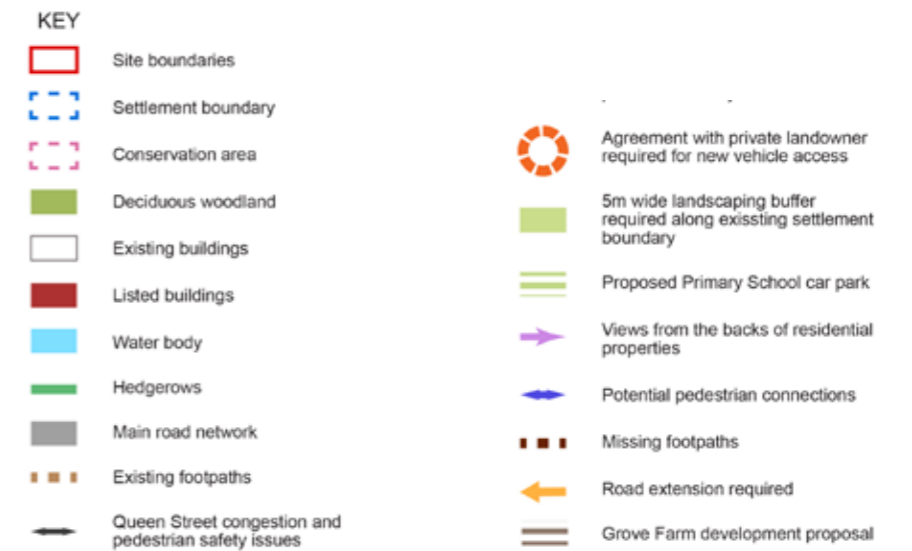 KEY
Site boundaries
Settlement boundary
Conservation area
Deciduous woodland
Existing buildings
Listed buildings
Water body
Hedgerows
Main road network
Existing footpaths
Queen Street congestion and
pedestrian safety issues
Agreement with private landowner
required for new vehicle access
5m wide landscaping buffer
required along exissting settlement
boundary
Proposed Primary School car park
Views from the backs of residential
properties
Potential pedestrian connections
Missing footpaths
Road extension required
Grove Farm development proposal